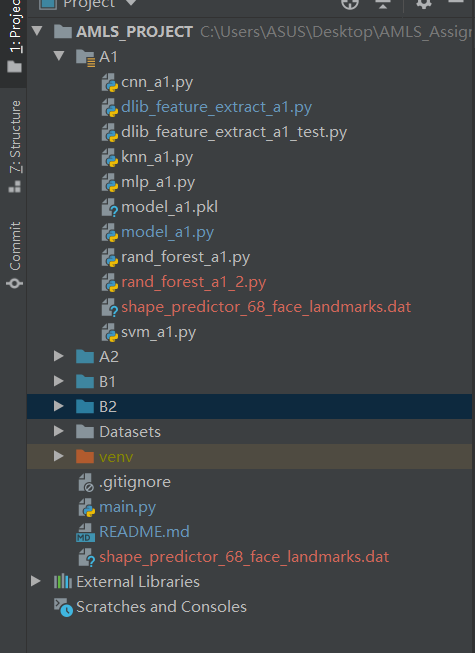 Project
AMLS_PROJECT C:\Users\ASUS\Desktop\AMLS_Assig
A1
cnn_a1.py
dlib_feature_extract_a1.py
dlib_feature_extract_a1_test.py
knn_a1.py
mlp_a1.py
model_a1.pkl
model_a1.py
rand_forest_a1.py
rand_forest_a1_2.py
shape_predictor_68_face_landmarks.dat
svm_a1.py
A2
B1
B2
Datasets
venv
.gitignore
main.py
MD README.md
shape_predictor_68_face_landmarks.dat
External Libraries
Scratches and Consoles
1: Project
Z: Structure
Commit